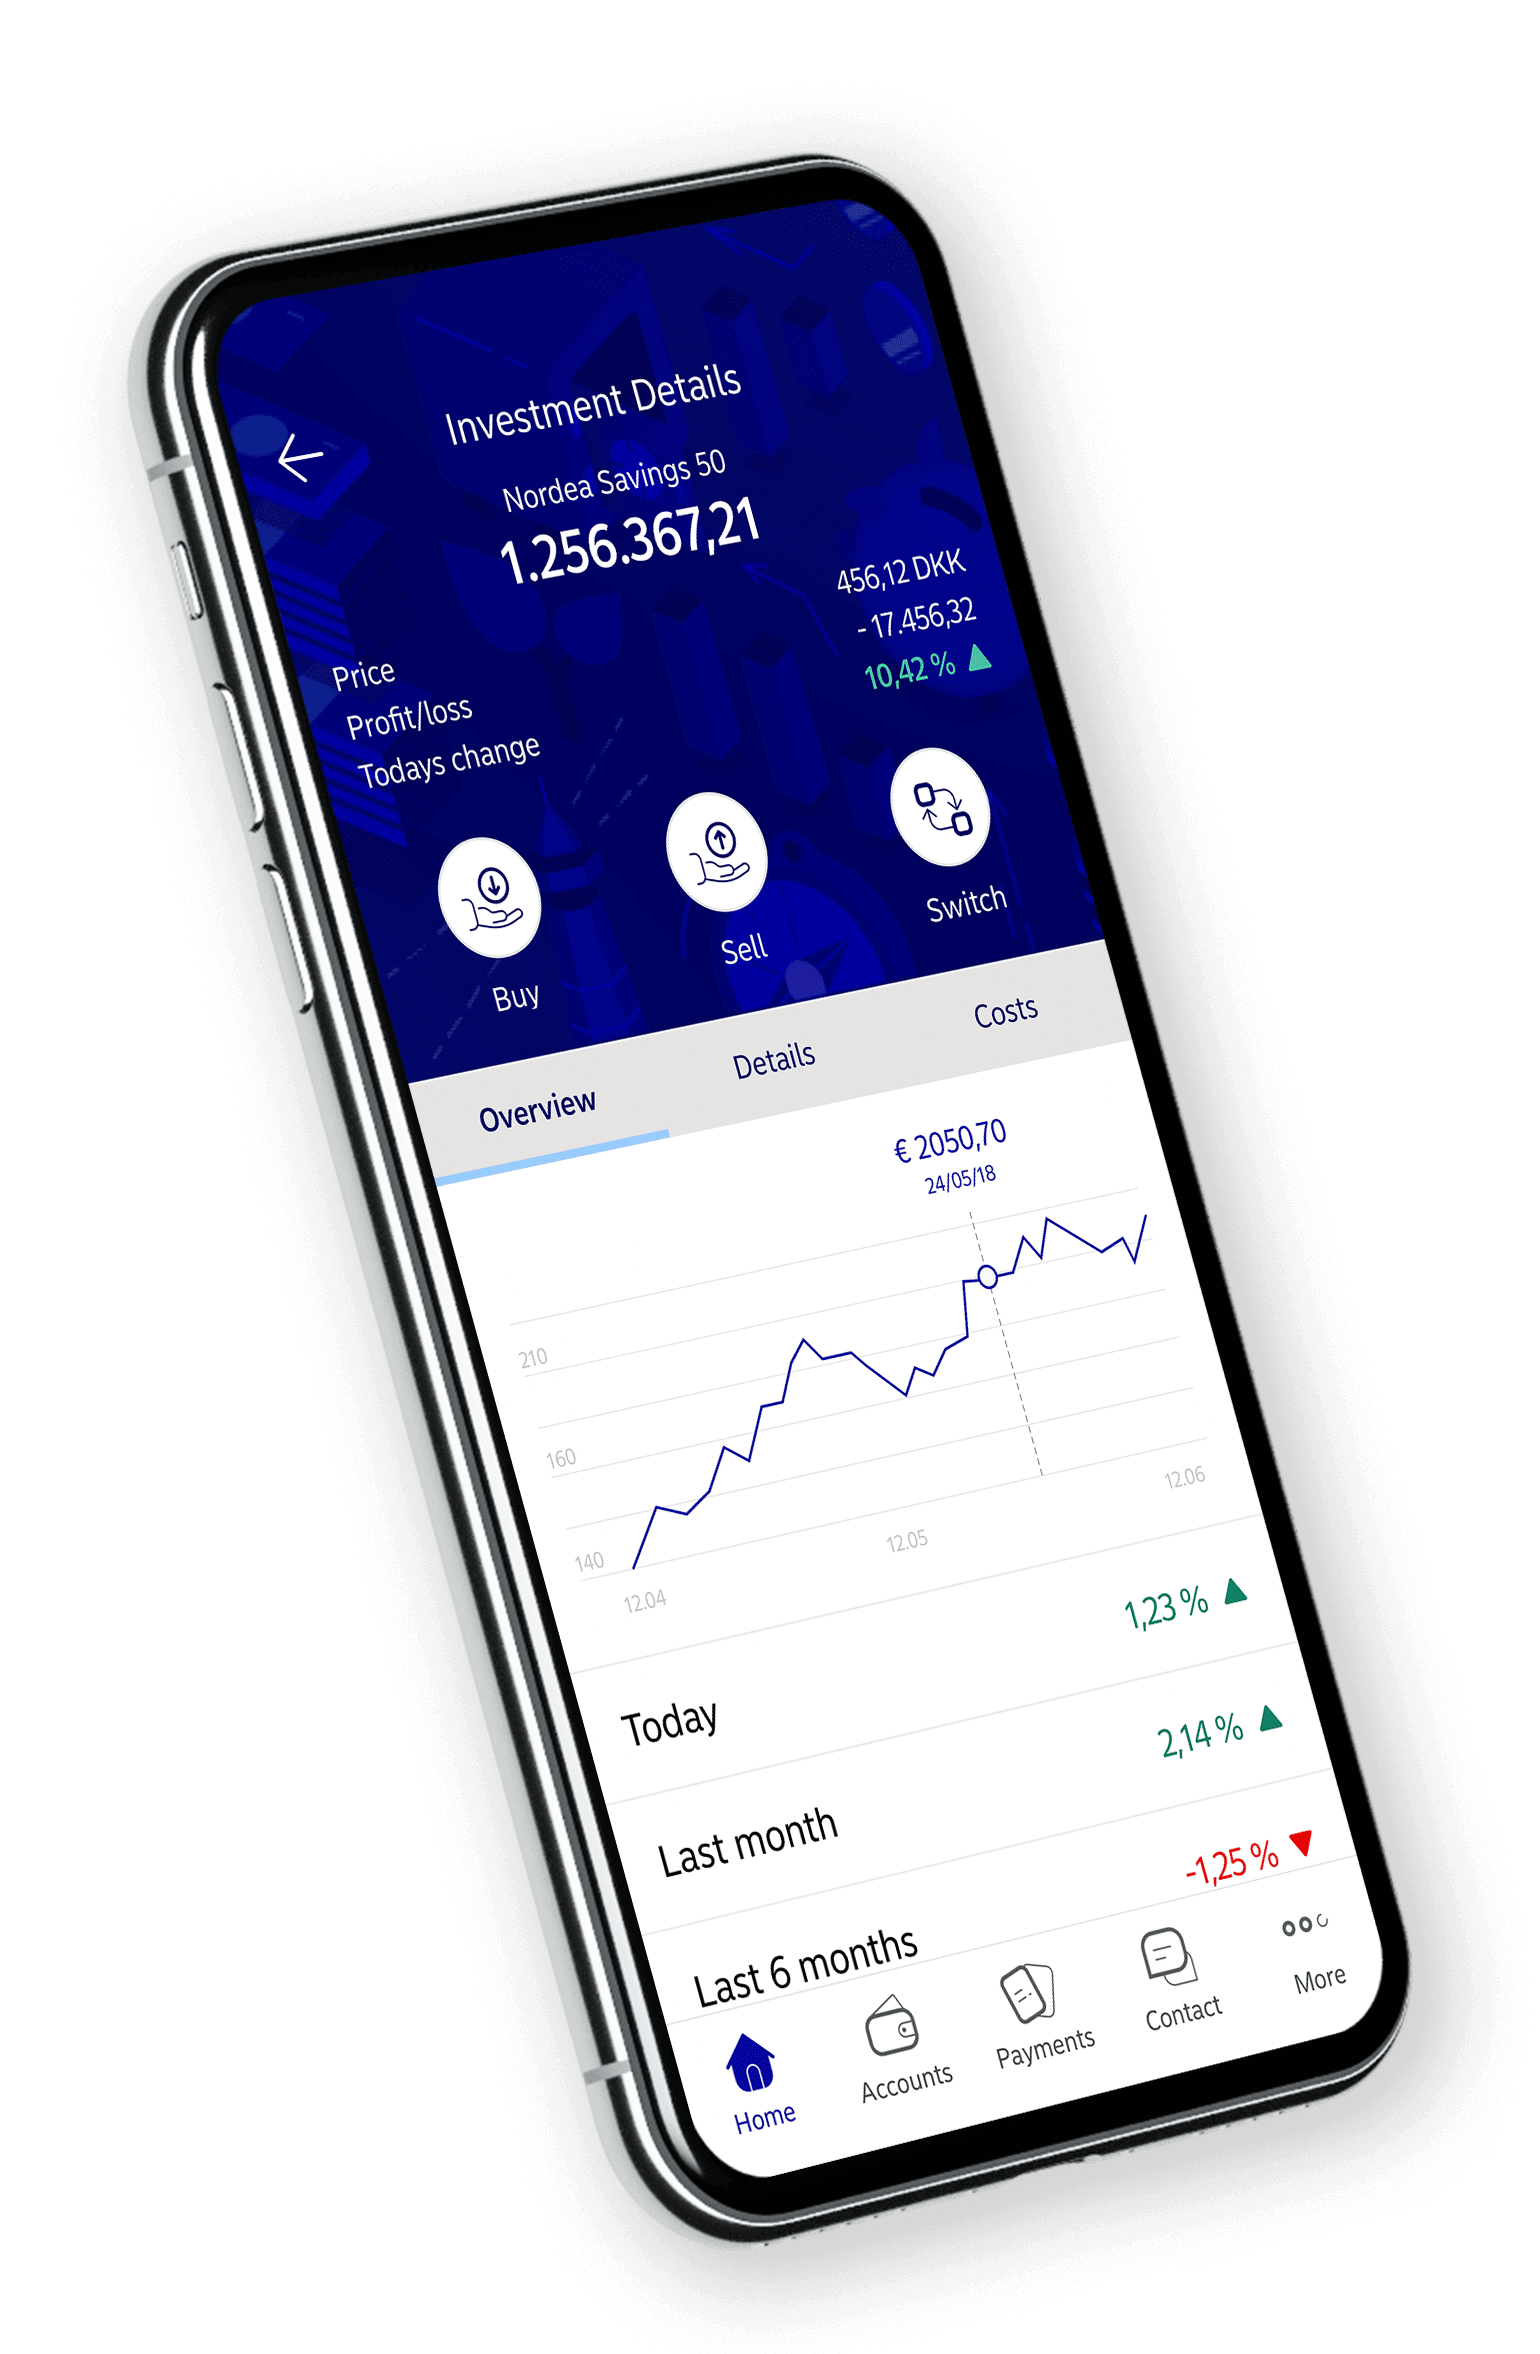 Investment Details
Nordea Savings 50
1.256.367,21
Price 456,12 DKK
Profit/loss - 17.456,32
Todays change 10,42 %
Buy Sell Switch
Overview Details Costs
€ 2050,70
24/05/18
210
160
140
12.04 12.05 12.06
Today 1,23 %
Last month 2,14 %
Last 6 months -1,25 %
Home Accounts Payments Contact More